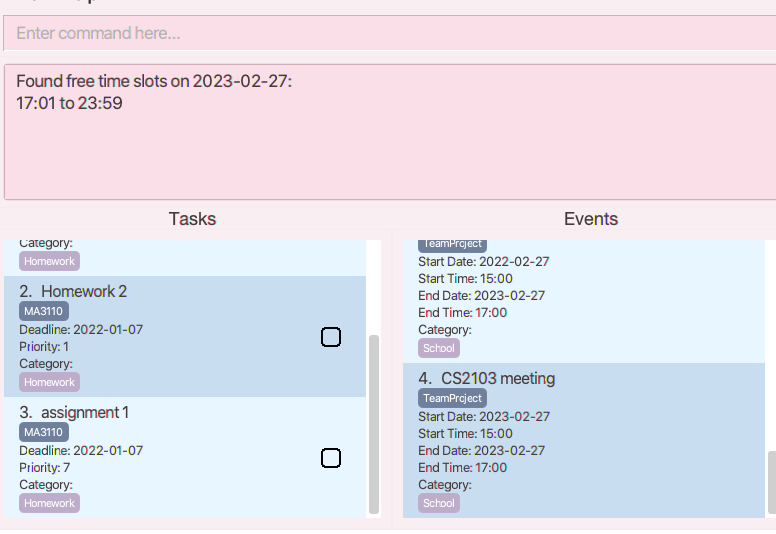 Enter command here...
Found free time slots on 2023-02-27:
17:01 to 23:59
Tasks
Category:
Homework
2. Homework 2
MA3110
Deadline: 2022-01-07
Priority: 1
Category:
Homework
3. assignment 1
MA3110
Deadline: 2022-01-07
Priority: 7
Category:
Homework
Events
TeamProject
Start Date: 2022-02-27
Start Time: 15:00
End Date: 2023-02-27
End Time: 17:00
Category:
School
4. CS2103 meeting
TeamProject
Start Date: 2023-02-27
Start Time: 15:00
End Date: 2023-02-27
End Time: 17:00
Category:
School